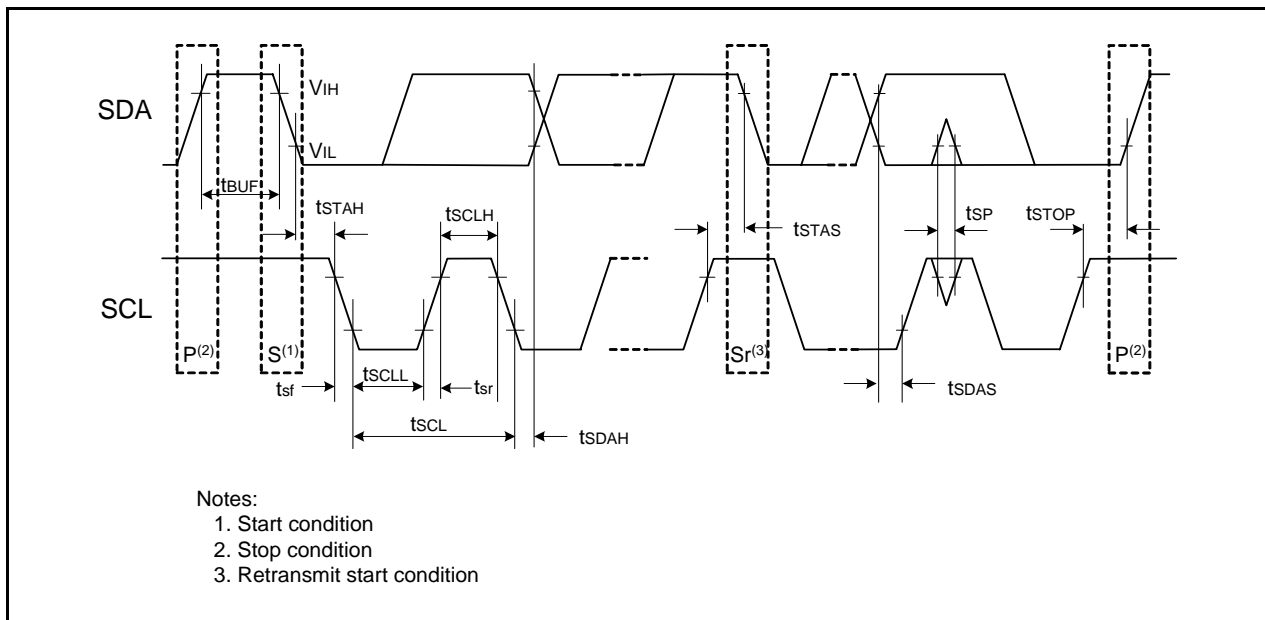 VIH
SDA
VIL
tBUF
tSTAH
tSCLH
tSTAS
tSP
tSTOP
SCL
P(2)
S(1)
Sr(3)
P(2)
tsf
tSCLL
tsr
tSDAS
tSCL
tSDAH
Notes:
1. Start condition
2. Stop condition
3. Retransmit start condition